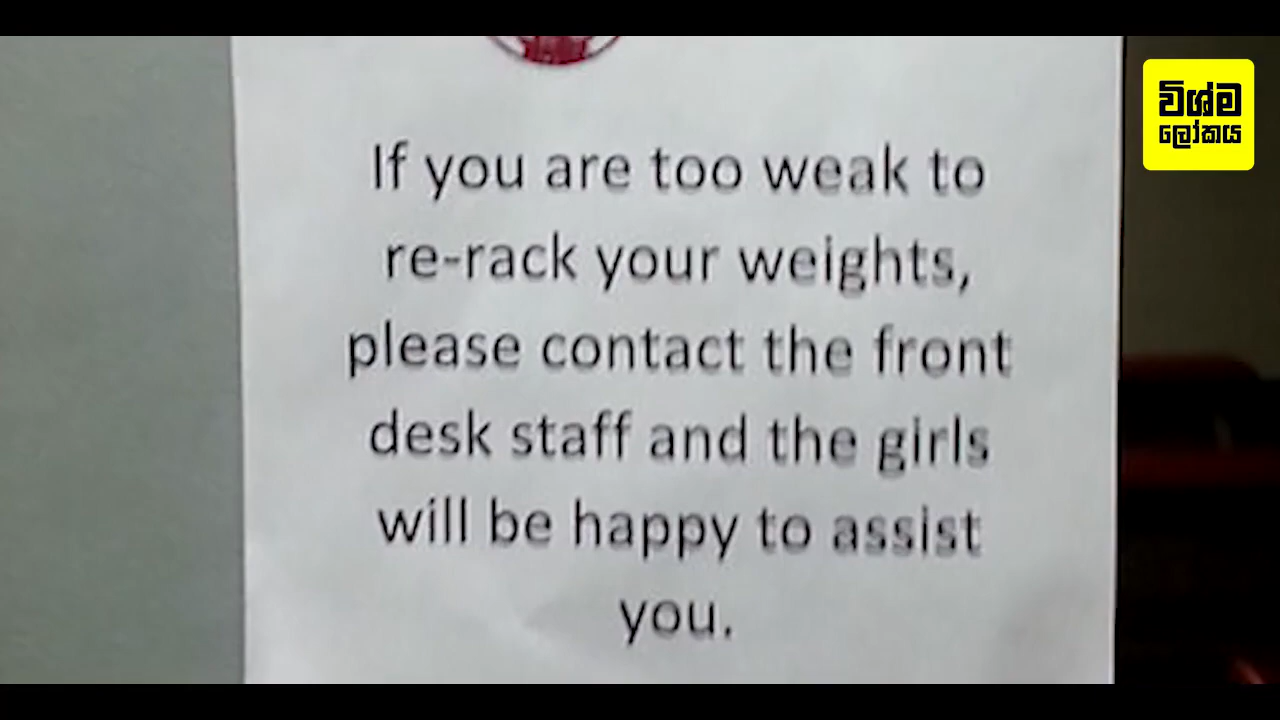 විශ්ම
ලෝකය
If you are too weak to
re-rack your weights,
please contact the front
desk staff and the girls
will be happy to assist
you.